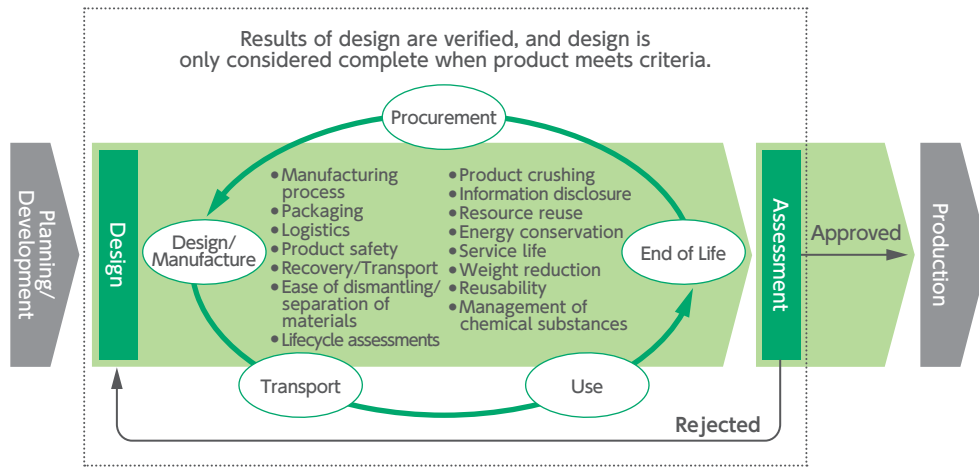 Results of design are verified, and design is
only considered complete when product meets criteria.
Planning/
Development
Design
Procurement
Design/
Manufacture
• Manufacturing
process
• Packaging
• Logistics
• Product safety
• Recovery/Transport
• Ease of dismantling/
separation of
materials
• Lifecycle assessments
• Product crushing
• Information disclosure
• Resource reuse
• Energy conservation
• Service life
• Weight reduction
• Reusability
• Management of
chemical substances
End of Life
Transport
Use
Assessment
Approved
Production
Rejected